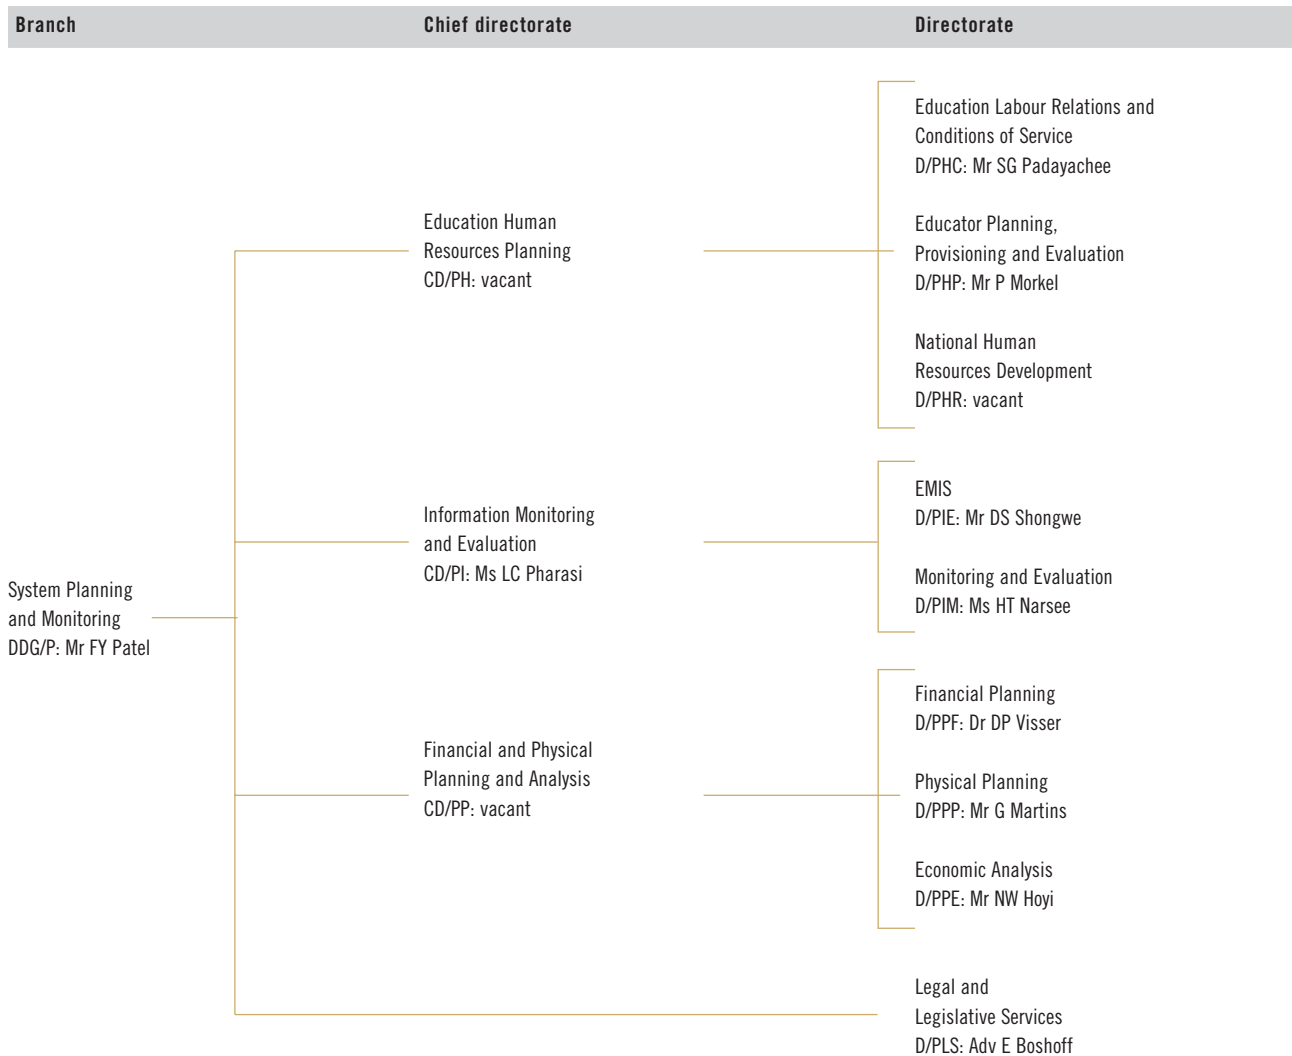 Branch
Chief directorate
Directorate
Education Labour Relations and
Conditions of Service
D/PHC: Mr SG Padayachee
Education Human
Resources Planning
CD/PH: vacant
Educator Planning,
Provisioning and Evaluation
D/PHP: Mr P Morkel
National Human
Resources Development
D/PHR: vacant
Information Monitoring
and Evaluation
CD/PI: Ms LC Pharasi
EMIS
D/PIE: Mr DS Shongwe
Monitoring and Evaluation
D/PIM: Ms HT Narsee
System Planning
and Monitoring
DDG/P: Mr FY Patel
Financial and Physical
Planning and Analysis
CD/PP: vacant
Financial Planning
D/PPF: Dr DP Visser
Physical Planning
D/PPP: Mr G Martins
Economic Analysis
D/PPE: Mr NW Hoyi
Legal and
Legislative Services
D/PLS: Adv E Boshoff